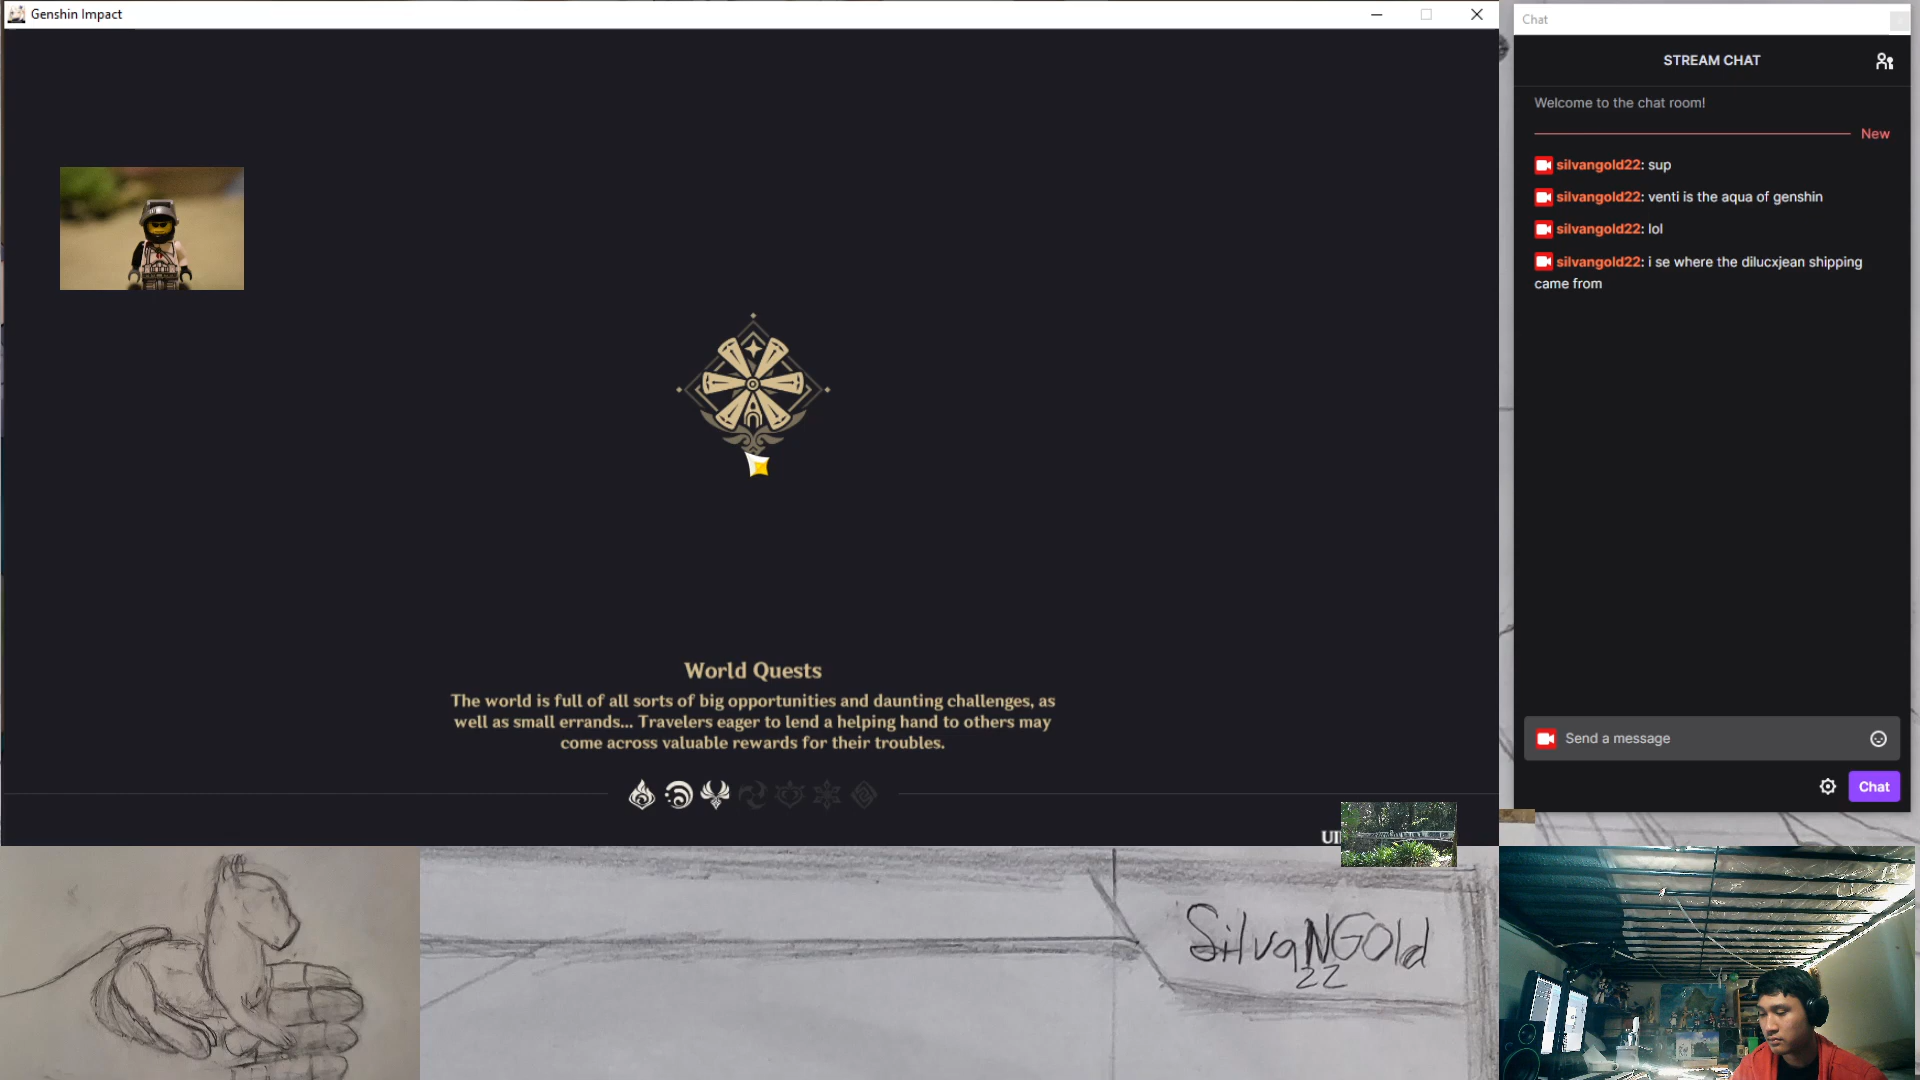 Genshin Impact
World Quests
The world is full of all sorts of big opportunities and daunting challenges, as
well as small errands... Travelers eager to lend a helping hand to others may
come across valuable rewards for their troubles.
UI
SilvaNGOld
22
Chat
STREAM CHAT
Welcome to the chat room!
New
silvangold22: sup
silvangold22: venti is the aqua of genshin
silvangold22: lol
silvangold22: i se where the dilucxjean shipping
came from
Send a message
Chat